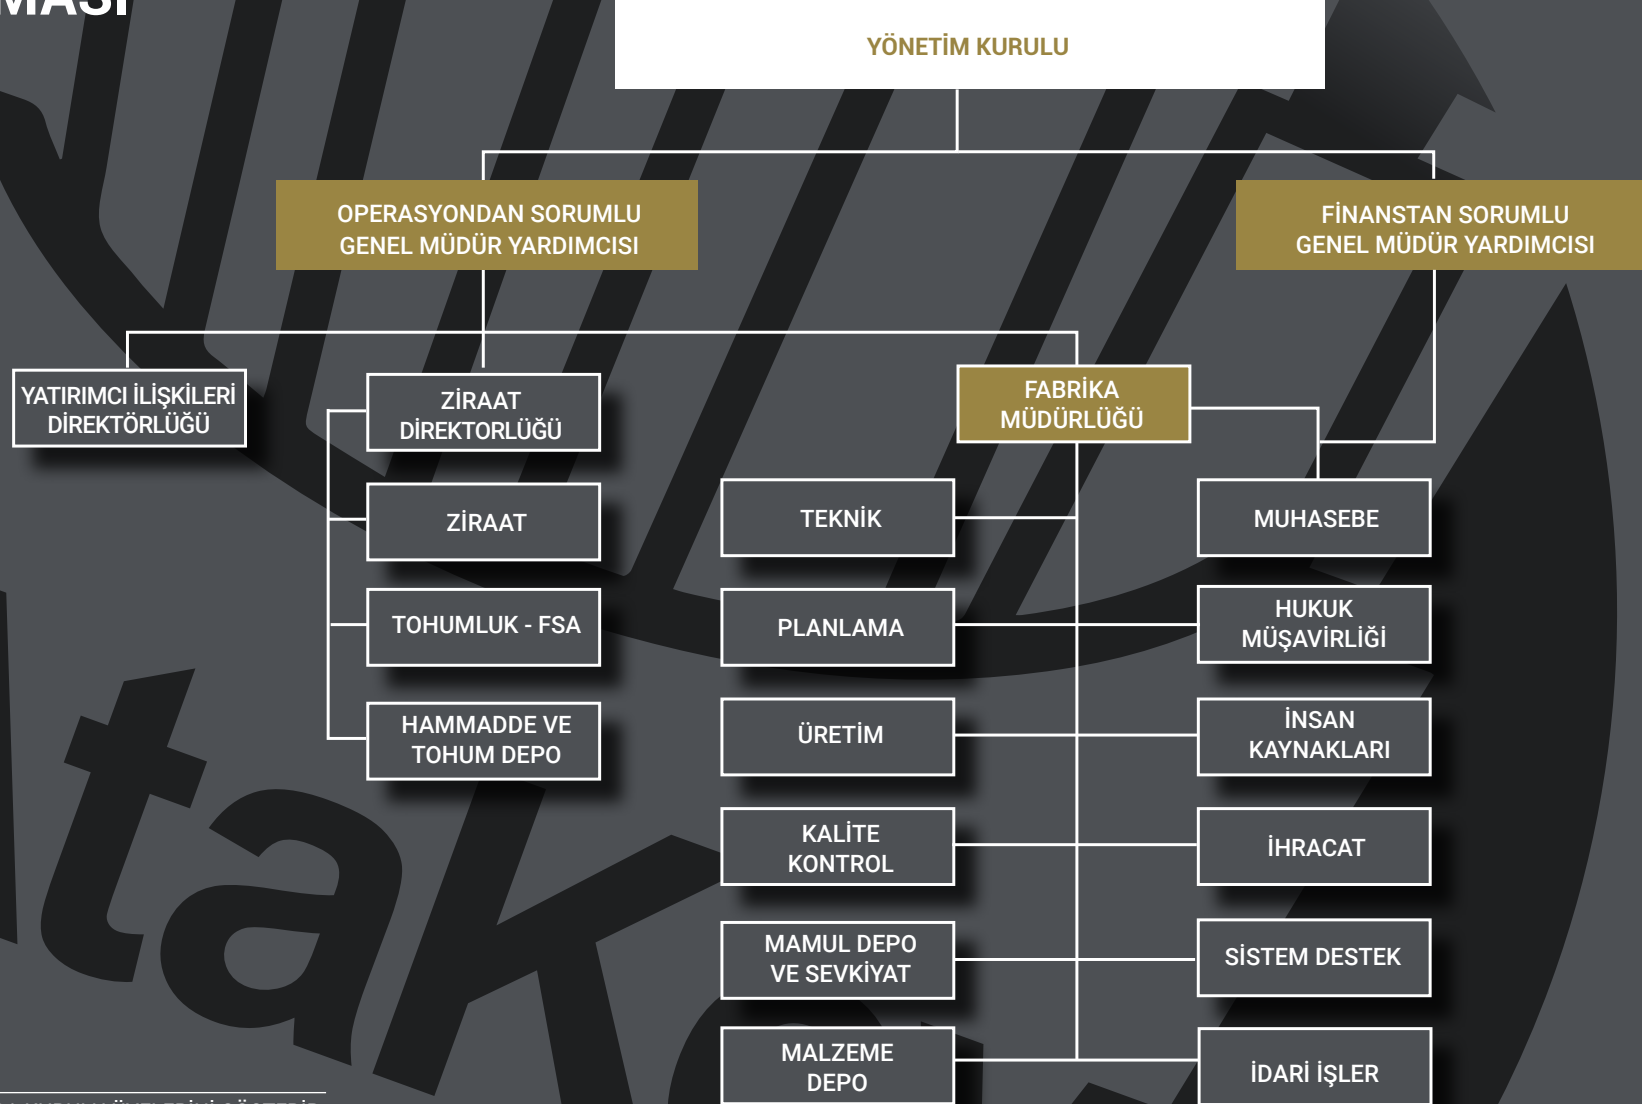 YÖNETİM KURULU
OPERASYONDAN SORUMLU
GENEL MÜDÜR YARDIMCISI
FİNANSTAN SORUMLU
GENEL MÜDÜR YARDIMCISI
YATIRIMCI İLİŞKİLERİ
DİREKTÖRLÜĞÜ
ZİRAAT
DİREKTORLÜĞÜ
FABRİKA
MÜDÜRLÜĞÜ
ZİRAAT
TEKNİK
MUHASEBE
TOHUMLUK - FSA
PLANLAMA
HUKUK
MÜŞAVİRLİĞİ
HAMMADDE VE
TOHUM DEPO
ÜRETİM
İNSAN
KAYNAKLARI
KALİTE
KONTROL
İHRACAT
MAMUL DEPO
VE SEVKİYAT
SİSTEM DESTEK
MALZEME
DEPO
İDARİ İŞLER